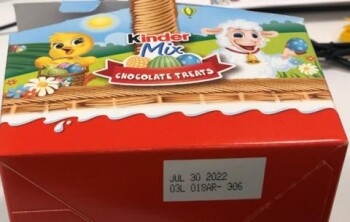 Kinder
Mix
CHOCOLATE TREATS
JUL 30 2022
03L 018AR- 306